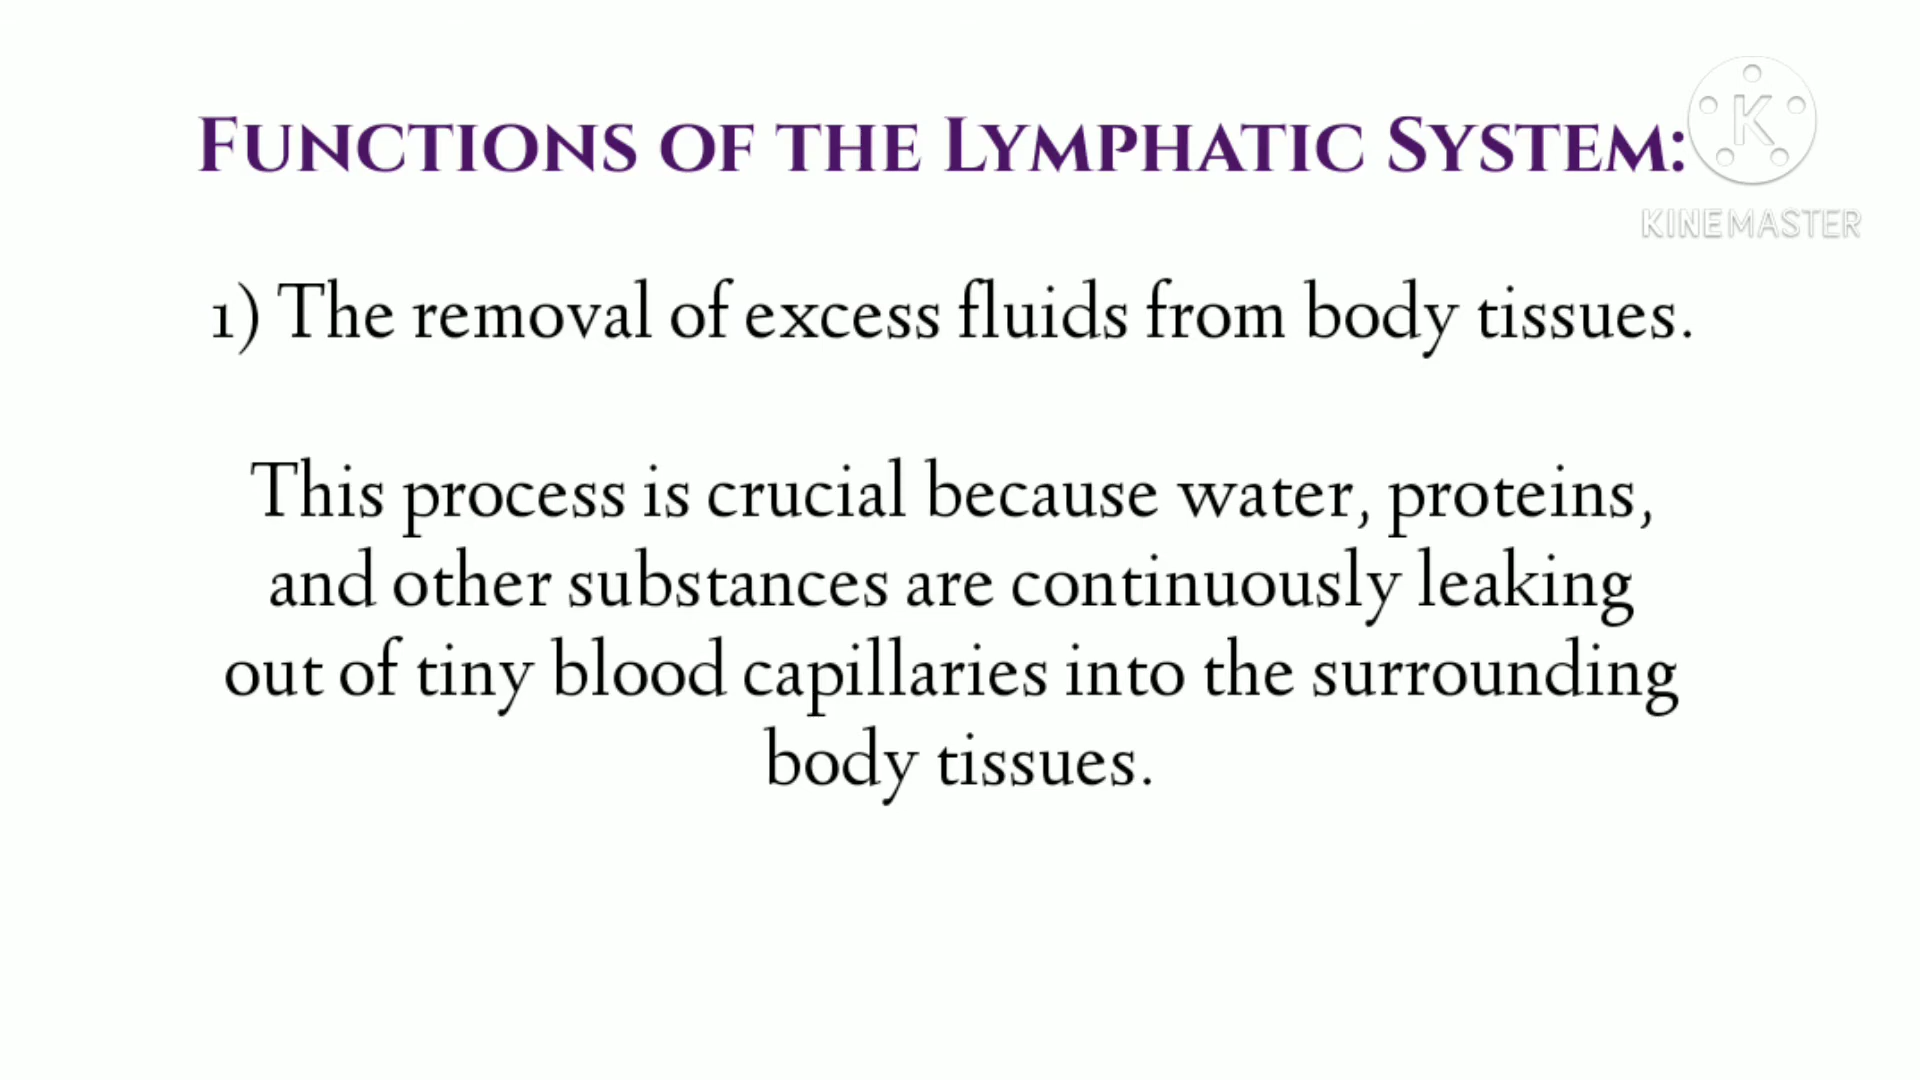 FUNCTIONS OF THE LYMPHATIC SYSTEM:
K
KINEMASTER
1) The removal of excess fluids from body tissues.
This process is crucial because water, proteins,
and other substances are continuously leaking
out of tiny blood capillaries into the surrounding
body tissues.